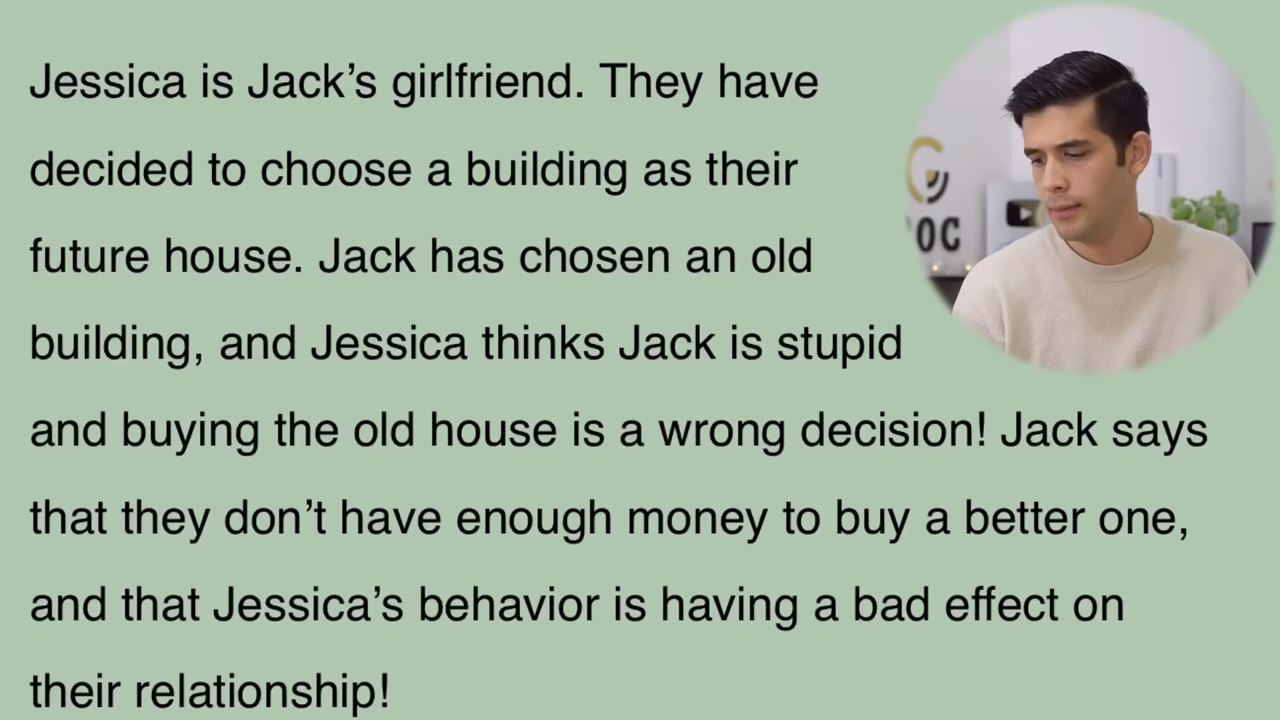 Jessica is Jack’s girlfriend. They have
decided to choose a building as their
future house. Jack has chosen an old
building, and Jessica thinks Jack is stupid
and buying the old house is a wrong decision! Jack says
that they don’t have enough money to buy a better one,
and that Jessica’s behavior is having a bad effect on
their relationship!
OC